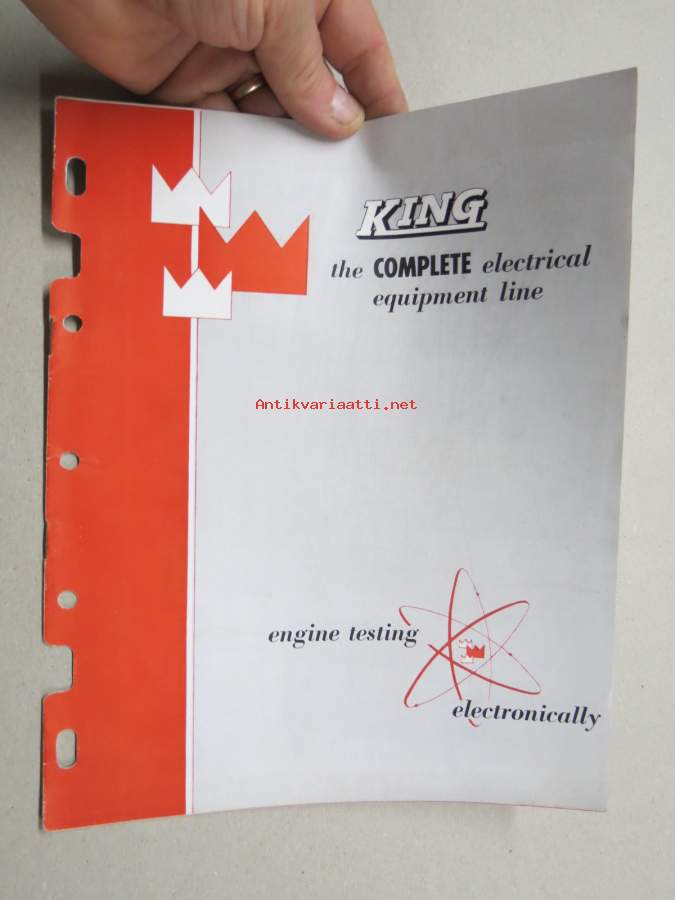 KING
the COMPLETE electrical
equipment line
Antikvariaatti.net
engine testing
electronically